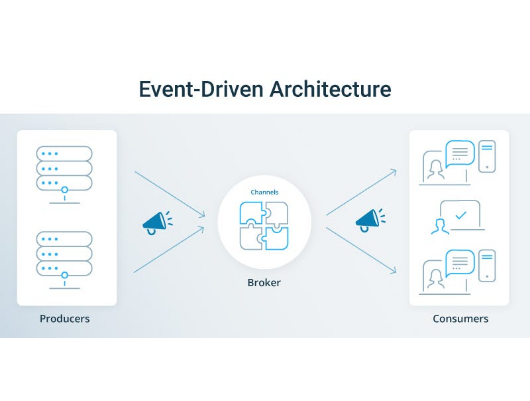 Event-Driven Architecture
Channels
Broker
Producers
Consumers